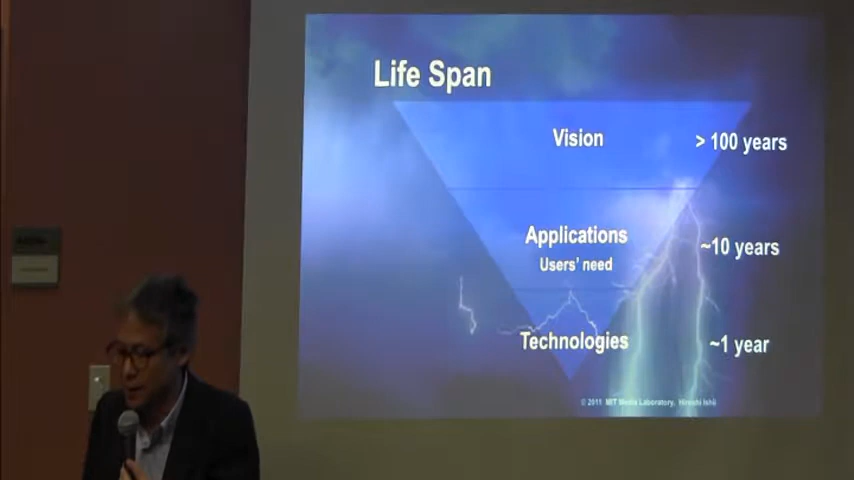 Life Span
Vision
> 100 years
Applications
~10 years
Users' need
Technologies
~1 year
© 2011 MIT Media Laboratory, Hiroshi Ishii